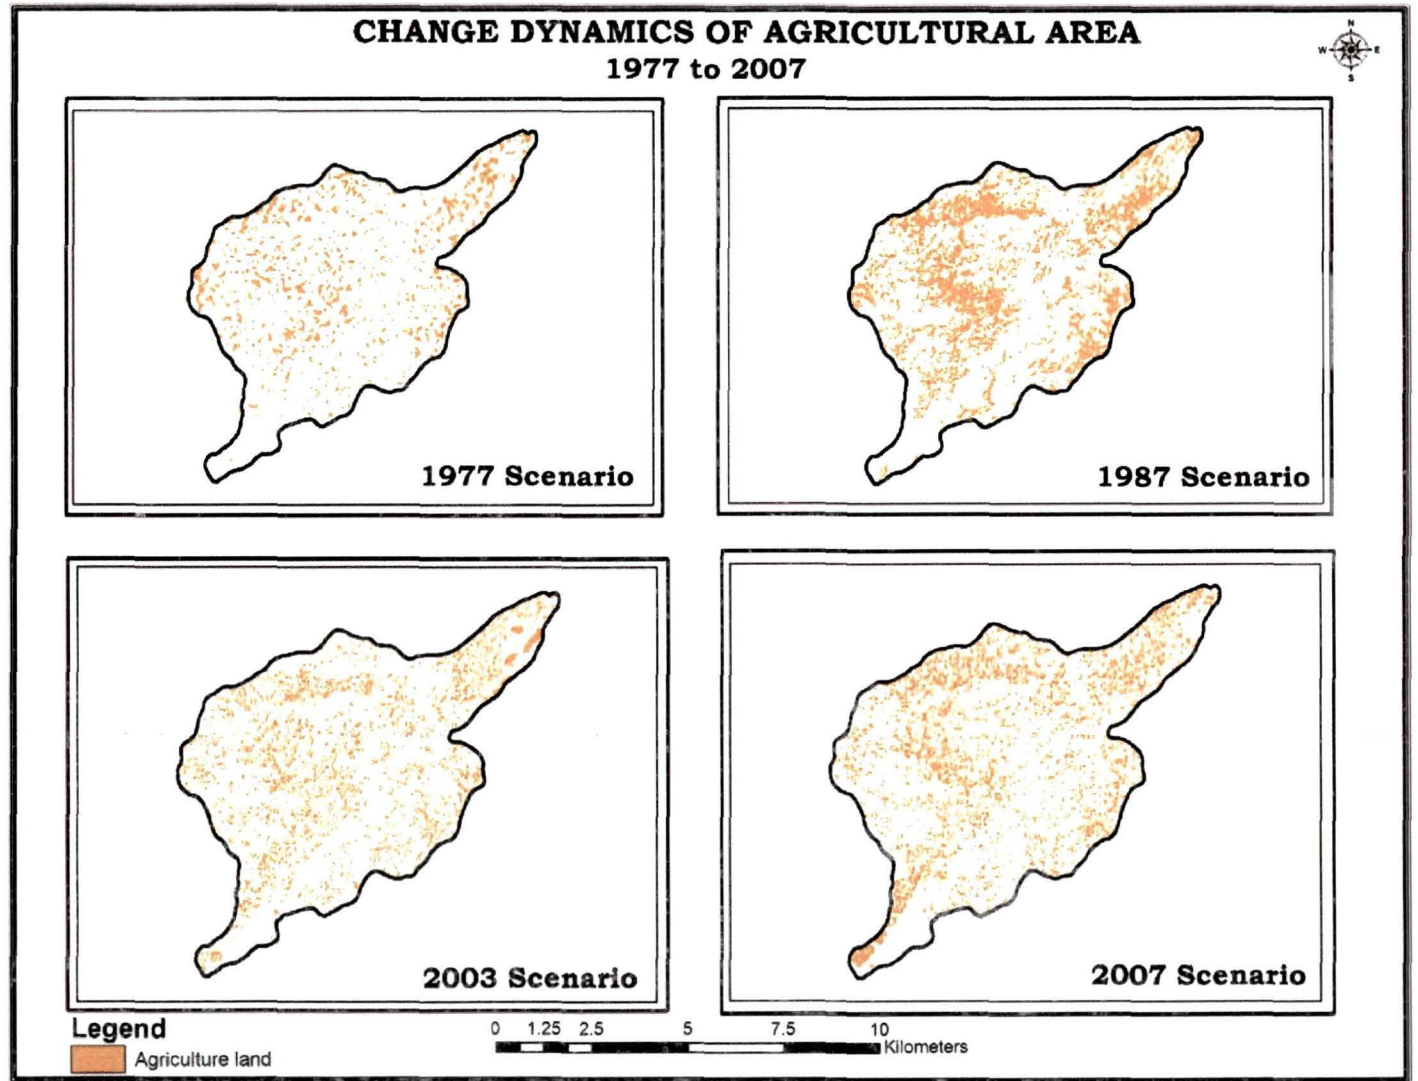 CHANGE DYNAMICS OF AGRICULTURAL AREA
1977 to 2007
N
W E
S
1977 Scenario
1987 Scenario
2003 Scenario
2007 Scenario
Legend
Agriculture land
0 1.25 2.5 5 7.5 10
Kilometers